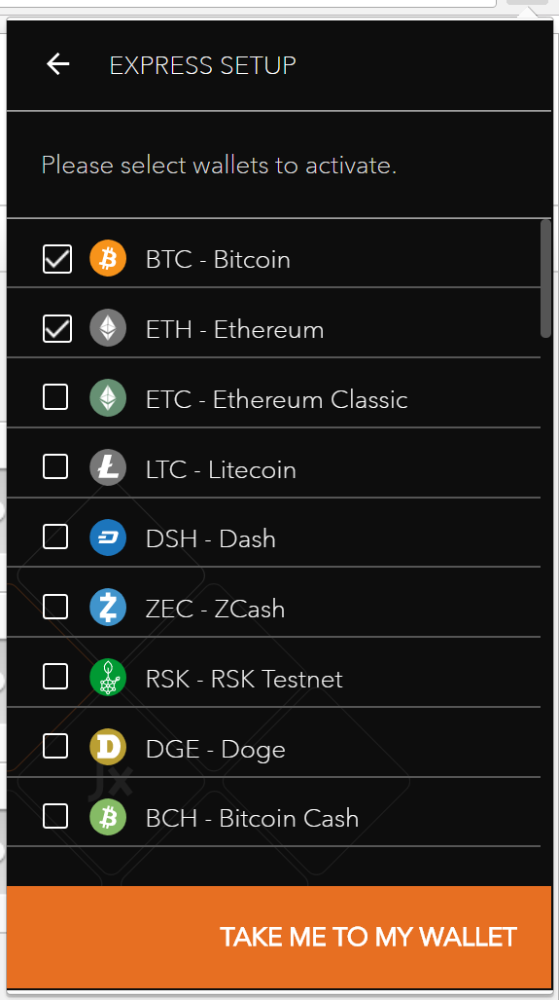 EXPRESS SETUP
Please select wallets to activate.
BTC - Bitcoin
ETH - Ethereum
ETC - Ethereum Classic
LTC - Litecoin
DSH - Dash
ZEC - ZCash
RSK - RSK Testnet
DGE - Doge
Jx
BCH - Bitcoin Cash
TAKE ME TO MY WALLET